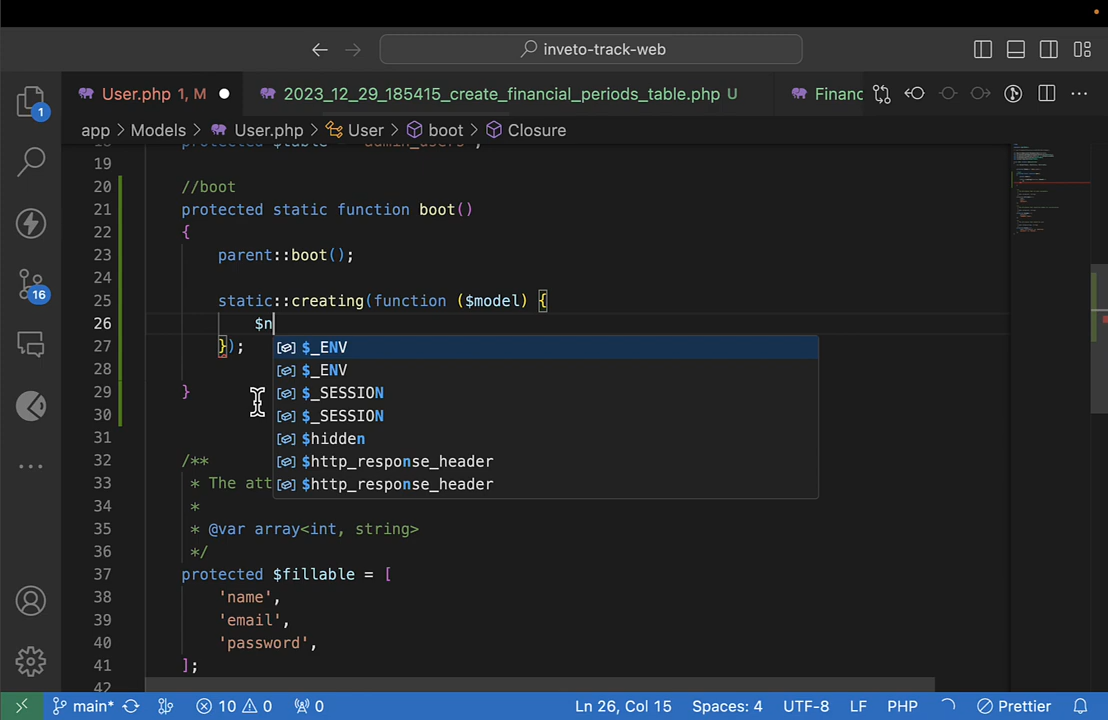 inveto-track-web
User.php 1, M
2023_12_29_185415_create_financial_periods_table.php U
Financ
app > Models > User.php > User > boot > Closure
19
20 //boot
21 protected static function boot()
22 {
23 parent::boot();
24
25 static::creating(function ($model) {
26 $n
27 });
28
29 }
30
31
32 /**
33 * The att
34 *
35 * @var array<int, string>
36 */
37 protected $fillable = [
38 'name',
39 'email',
40 'password',
41 ];
42
$_ENV
$_ENV
$_SESSION
$_SESSION
$hidden
$http_response_header
$http_response_header
1
16
main* 10 0 0 Ln 26, Col 15 Spaces: 4 UTF-8 LF PHP Prettier